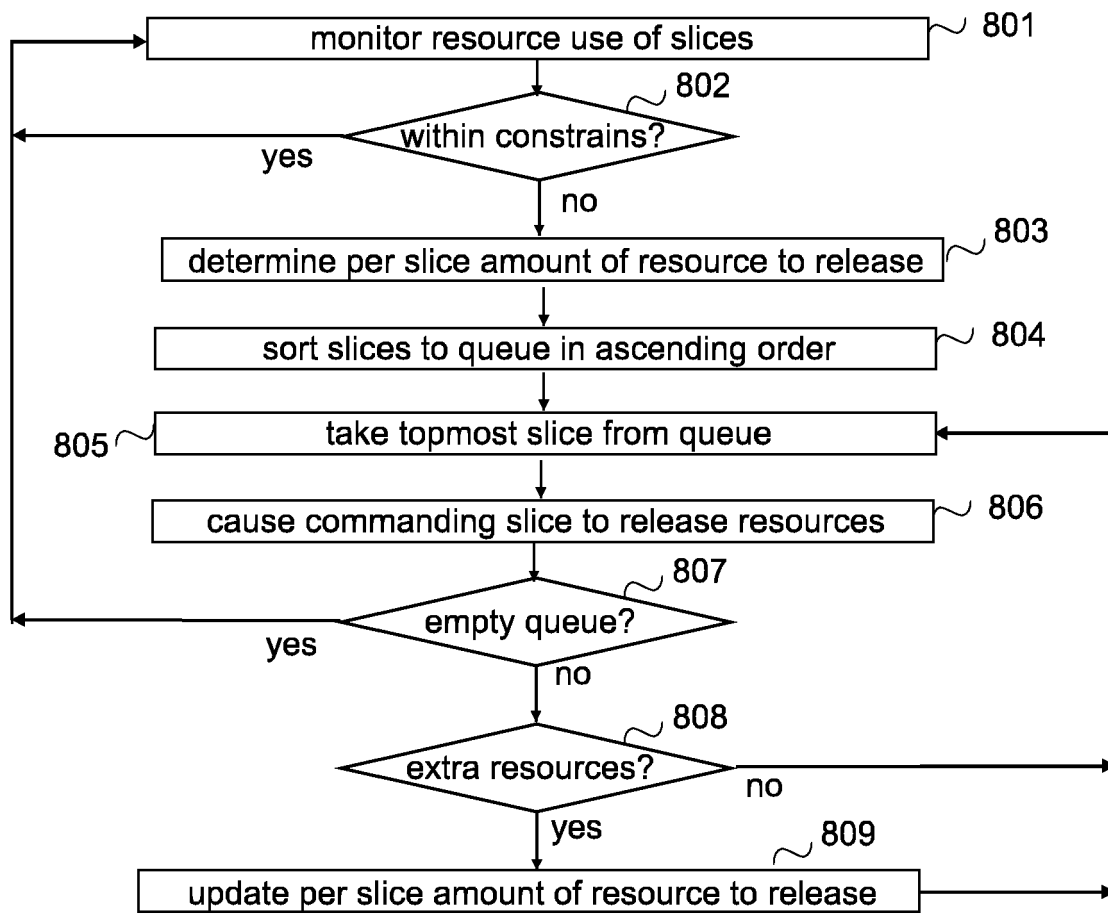 monitor resource use of slices
801
802
within constrains?
yes
no
803
determine per slice amount of resource to release
sort slices to queue in ascending order
804
805
take topmost slice from queue
cause commanding slice to release resources
806
807
empty queue?
yes
no
808
extra resources?
no
yes
809
update per slice amount of resource to release